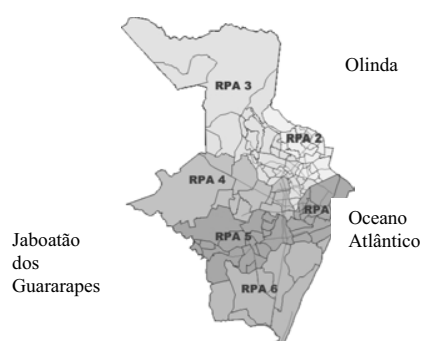 Olinda
RPA 3
RPA 2
RPA 4
RPA
Oceano
Atlântico
RPA 5
Jaboatão
dos
Guararapes
RPA 6